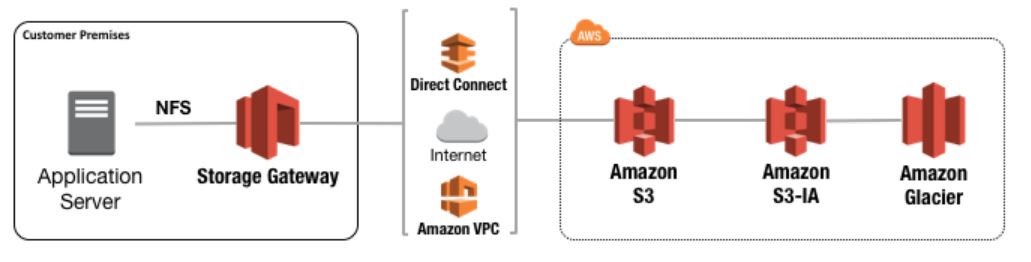 Customer Premises
NFS
Application
Server
Storage Gateway
Direct Connect
Internet
Amazon VPC
AWS
Amazon
S3
Amazon
S3-IA
Amazon
Glacier